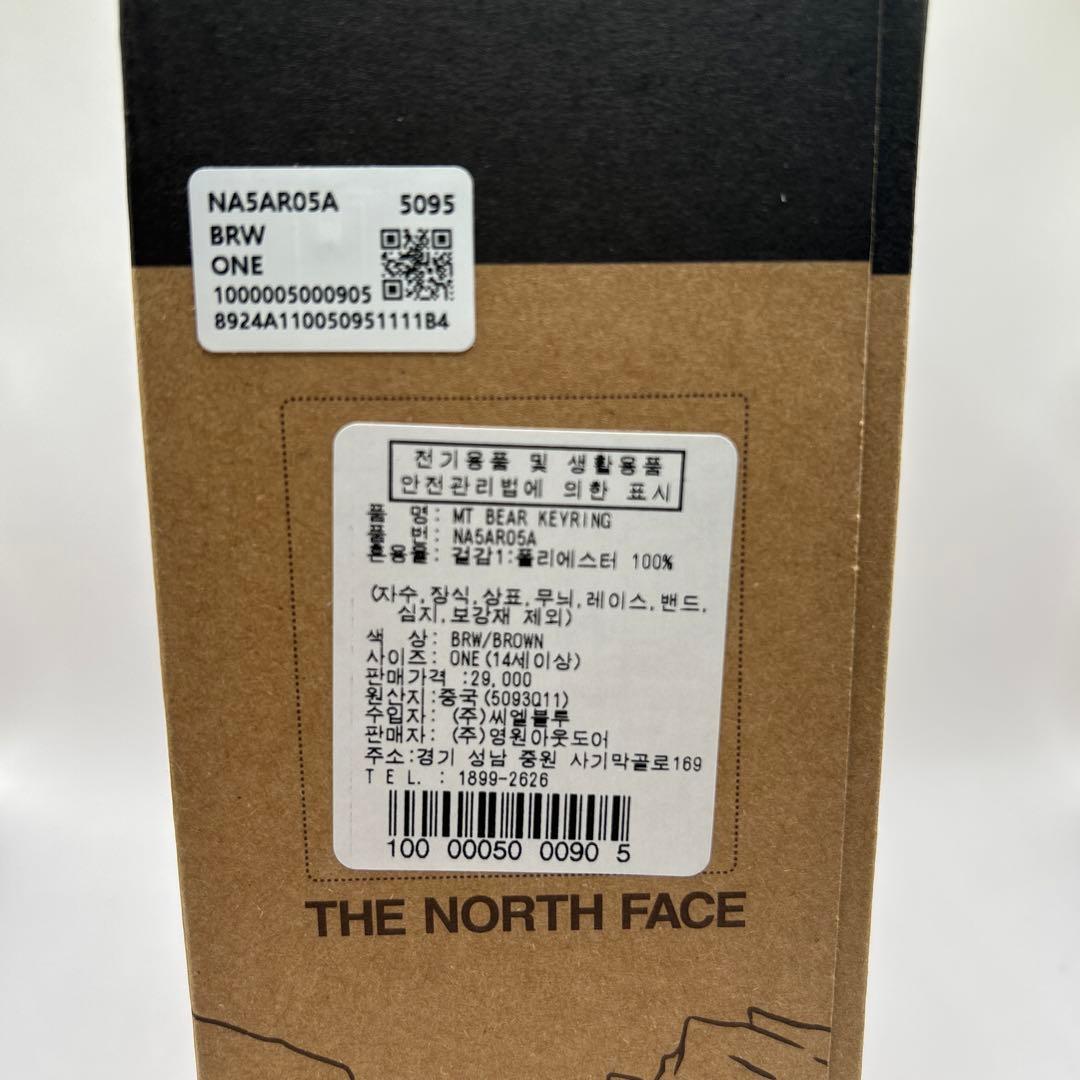 NA5AR05A 5095
BRW
ONE
1000005000905
8924A110050951111B4
전기용품 및 생활용품
안전관리법에 의한 표시
품 명: MT BEAR KEYRING
품 번: NA5AR05A
혼용율: 겉감1:폴리에스터 100%
(자수,장식,상표,무늬,레이스,밴드,
심지,보강재 제외)
색 상: BRW/BROWN
사이즈: ONE(14세이상)
판매가격 :29,000
원산지:중국(5093Q11)
수입자: (주)씨엘블루
판매자: (주)영원아웃도어
주소:경기 성남 중원 사기막골로169
TEL. : 1899-2626
100 00050 0090 5
THE NORTH FACE